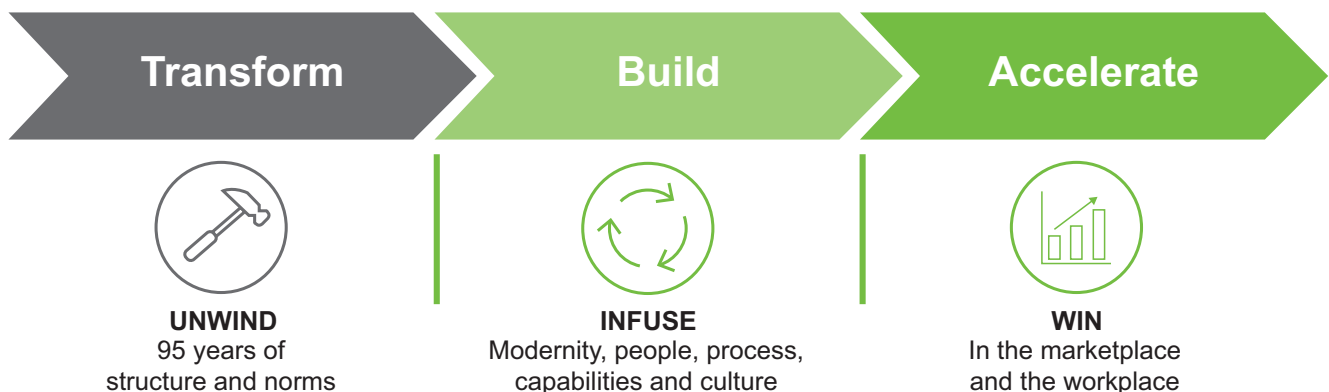 Transform
Build
Accelerate
UNWIND
95 years of
structure and norms
INFUSE
Modernity, people, process,
capabilities and culture
WIN
In the marketplace
and the workplace